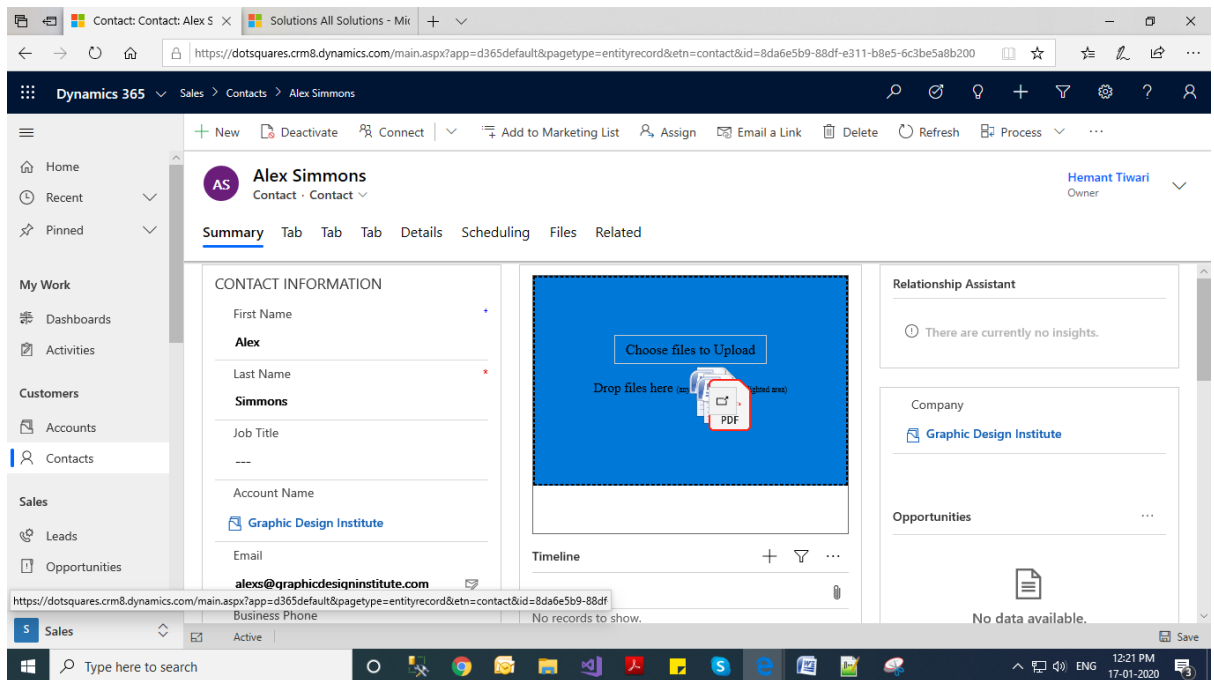 Contact: Contact: Alex S
Solutions All Solutions - Mic
https://dotsquares.crm8.dynamics.com/main.aspx?app=d365default&pagetype=entityrecord&etn=contact&id=8da6e5b9-88df-e311-b8e5-6c3be5a8b200
Dynamics 365 Sales > Contacts > Alex Simmons
New Deactivate Connect Add to Marketing List Assign Email a Link Delete Refresh Process
Home
Recent
Pinned
My Work
Dashboards
Activities
Customers
Accounts
Contacts
Sales
Leads
Opportunities
AS
Alex Simmons
Contact · Contact
Hemant Tiwari
Owner
Summary Tab Tab Tab Details Scheduling Files Related
CONTACT INFORMATION
First Name +
Alex
Last Name *
Simmons
Job Title
---
Account Name
Graphic Design Institute
Email
alexs@graphicdesigninstitute.com
Business Phone
Choose files to Upload
Drop files here
PDF
Timeline
No records to show.
Relationship Assistant
There are currently no insights.
Company
Graphic Design Institute
Opportunities
No data available.
https://dotsquares.crm8.dynamics.com/main.aspx?app=d365default&pagetype=entityrecord&etn=contact&id=8da6e5b9-88df
S Sales
Active
Save
Type here to search
ENG
12:21 PM
17-01-2020
3